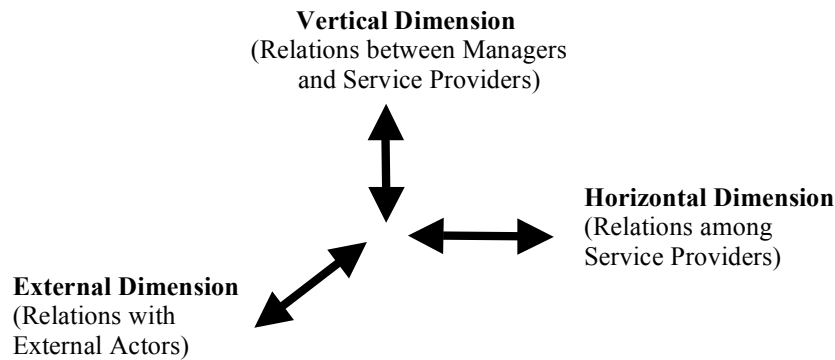 Vertical Dimension
(Relations between Managers
and Service Providers)
Horizontal Dimension
(Relations among
Service Providers)
External Dimension
(Relations with
External Actors)